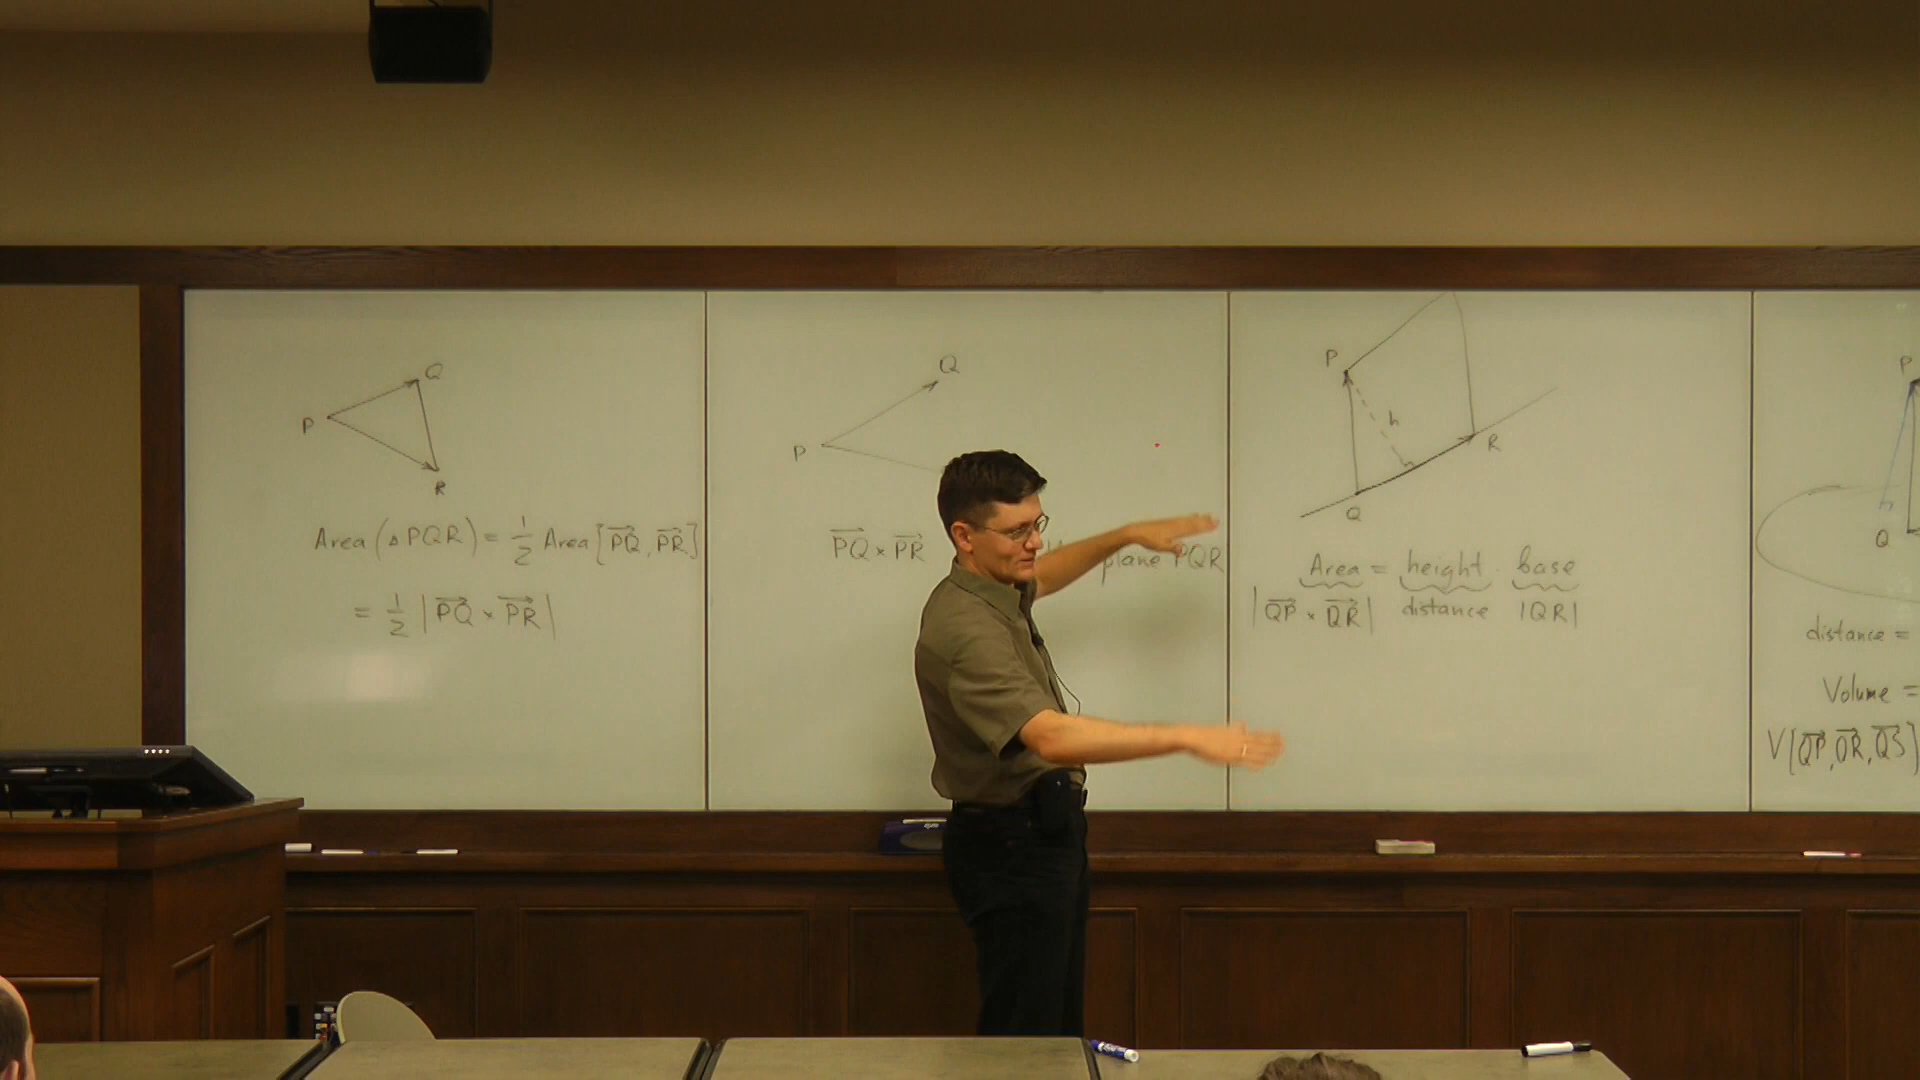 Q
P
R
Area (△PQR) = 1/2 Area [PQ⃗, PR⃗]
= 1/2 |PQ⃗ × PR⃗|
Q
P
PQ⃗ × PR⃗
plane PQR
P
h
R
Q
Area = height · base
|QP⃗ × QR⃗| distance |QR|
P
Q
distance =
Volume =
V[QP⃗, QR⃗, QS⃗]